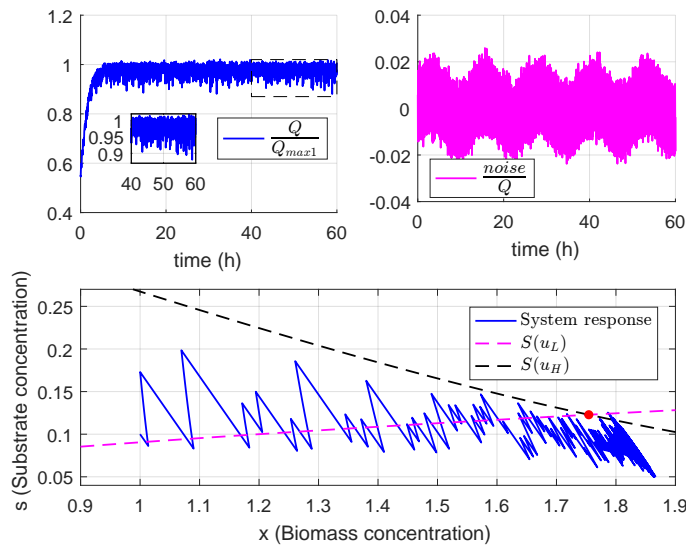 1.2
1
0.8
0.6
0.4
0 20 40 60
time (h)
1
0.95
0.9
40 50 60
Q
Q_{max1}
0.04
0.02
0
-0.02
-0.04
0 20 40 60
time (h)
noise
Q
s (Substrate concentration)
0.25
0.2
0.15
0.1
0.05
0.9 1 1.1 1.2 1.3 1.4 1.5 1.6 1.7 1.8 1.9
x (Biomass concentration)
System response
S(u_L)
S(u_H)